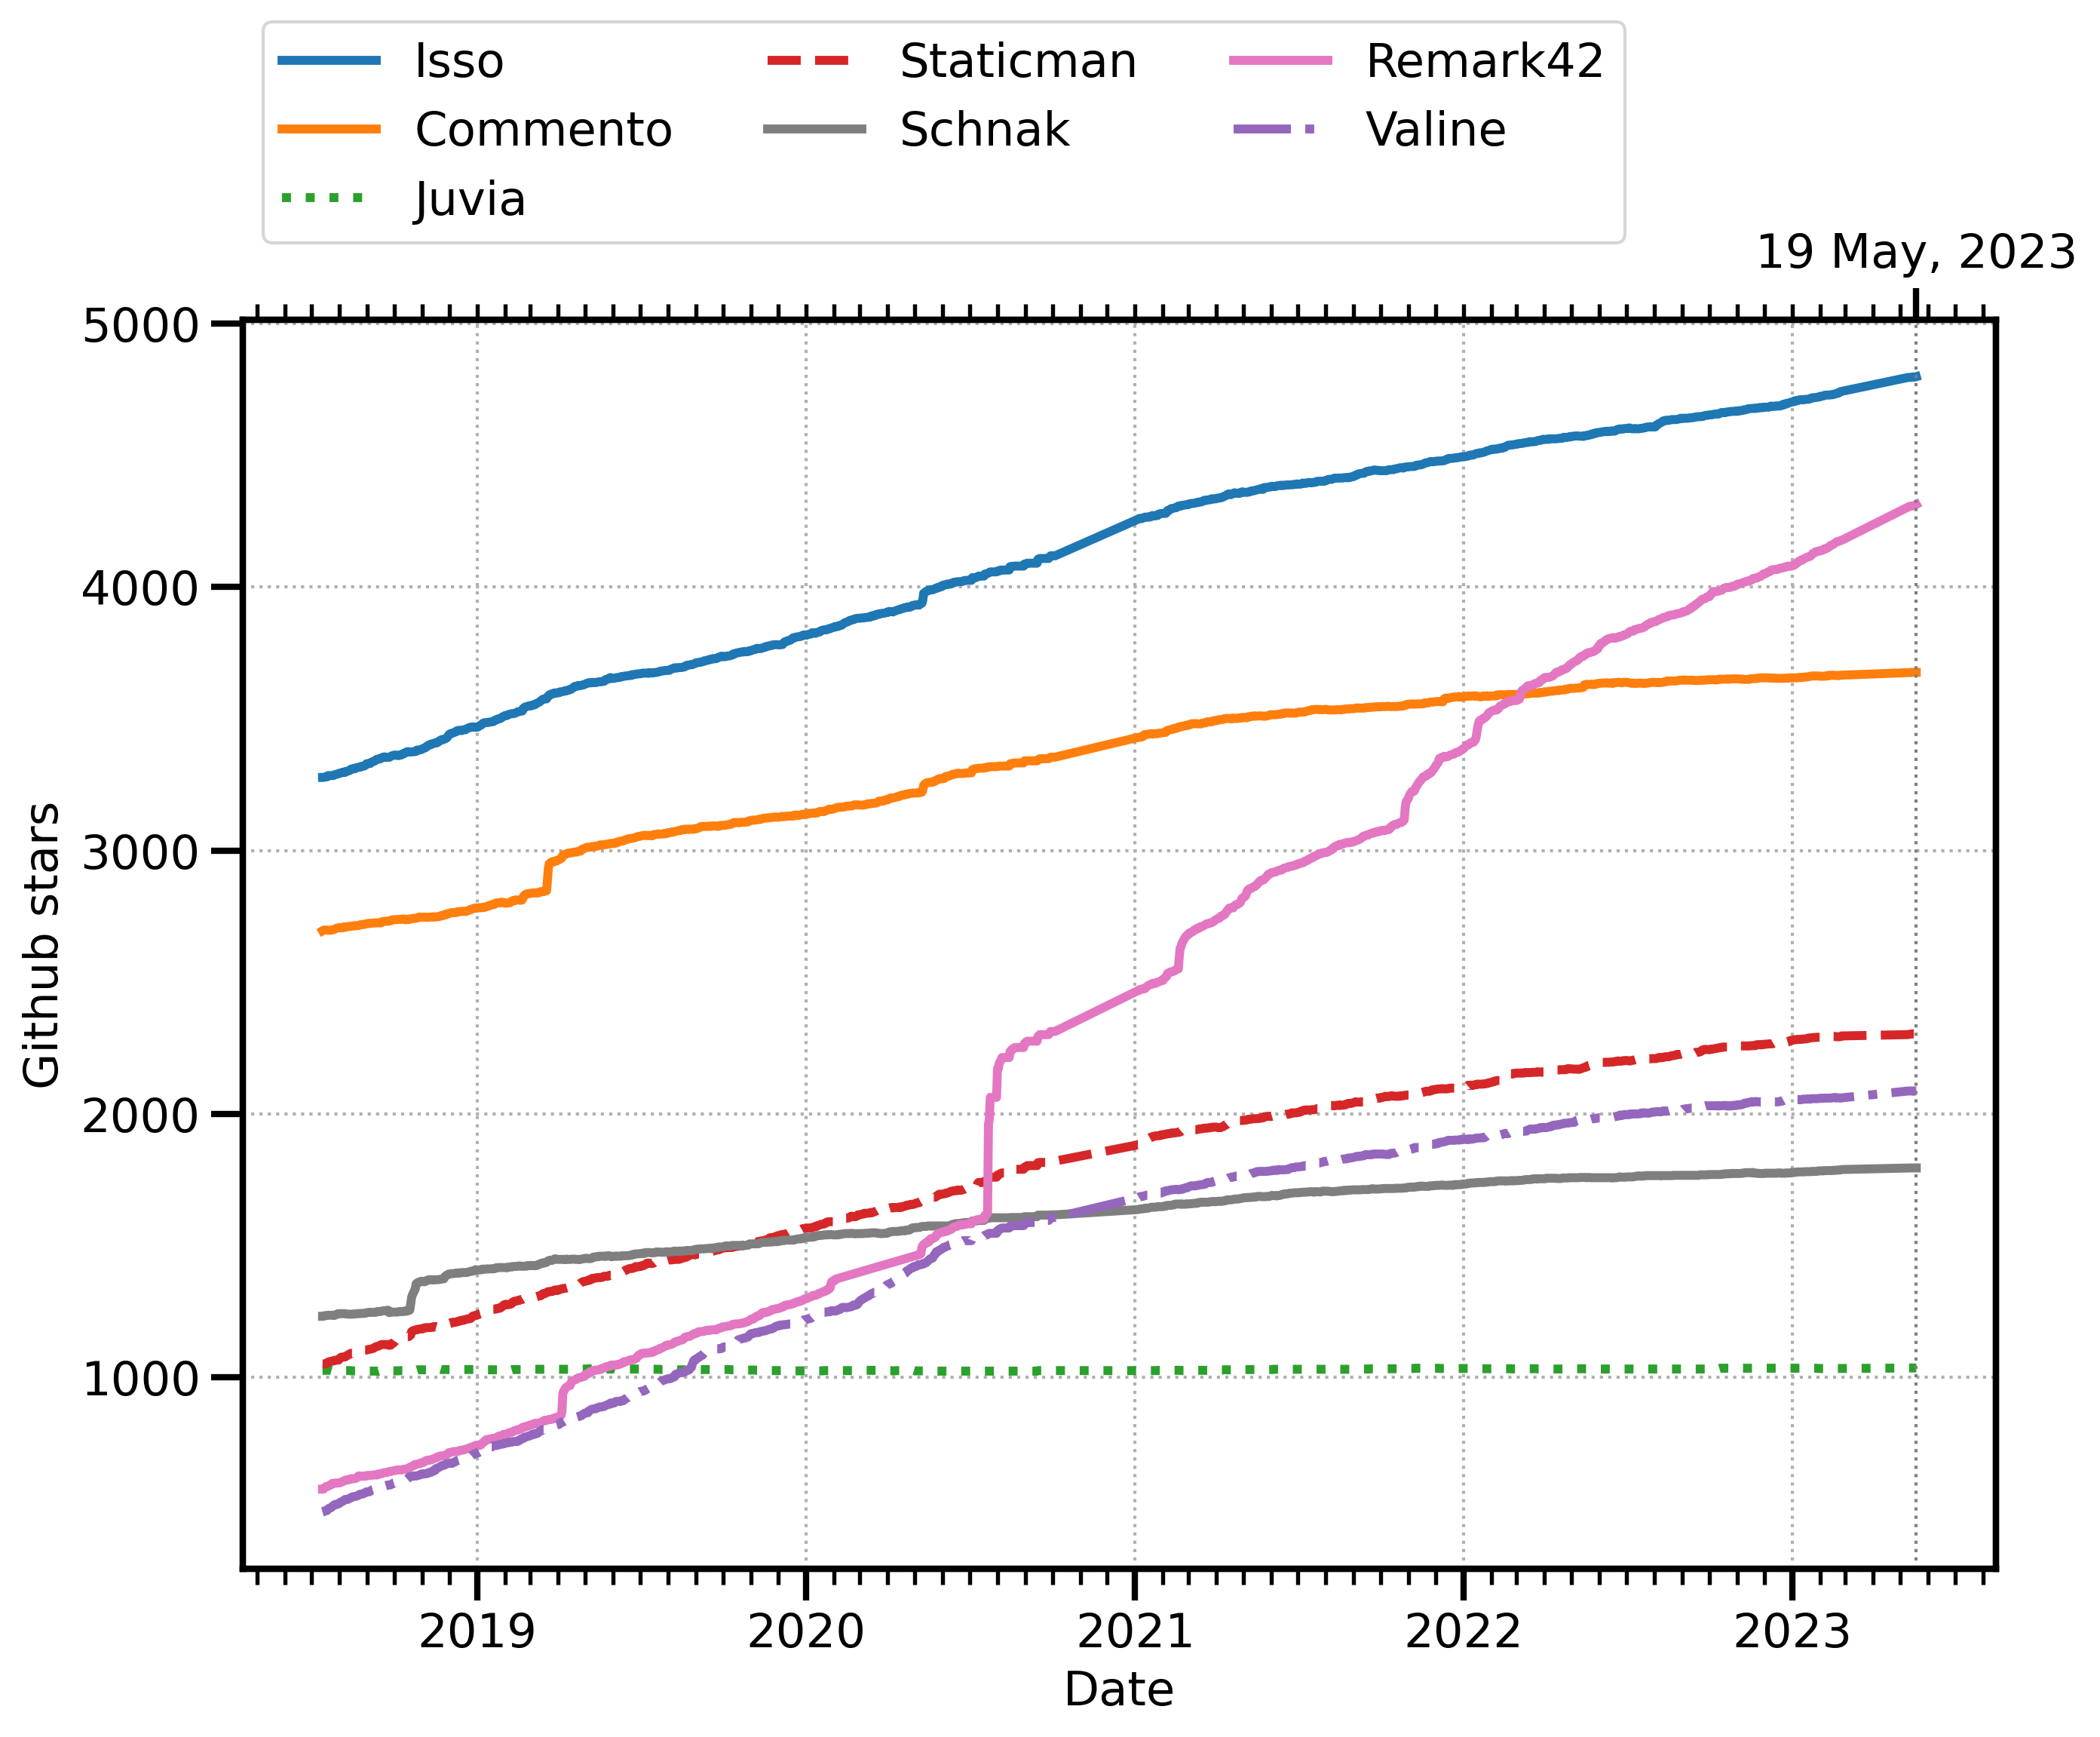 Isso
Commento
Juvia
Staticman
Schnak
Remark42
Valine
19 May, 2023
5000
4000
3000
2000
1000
Github stars
2019 2020 2021 2022 2023
Date